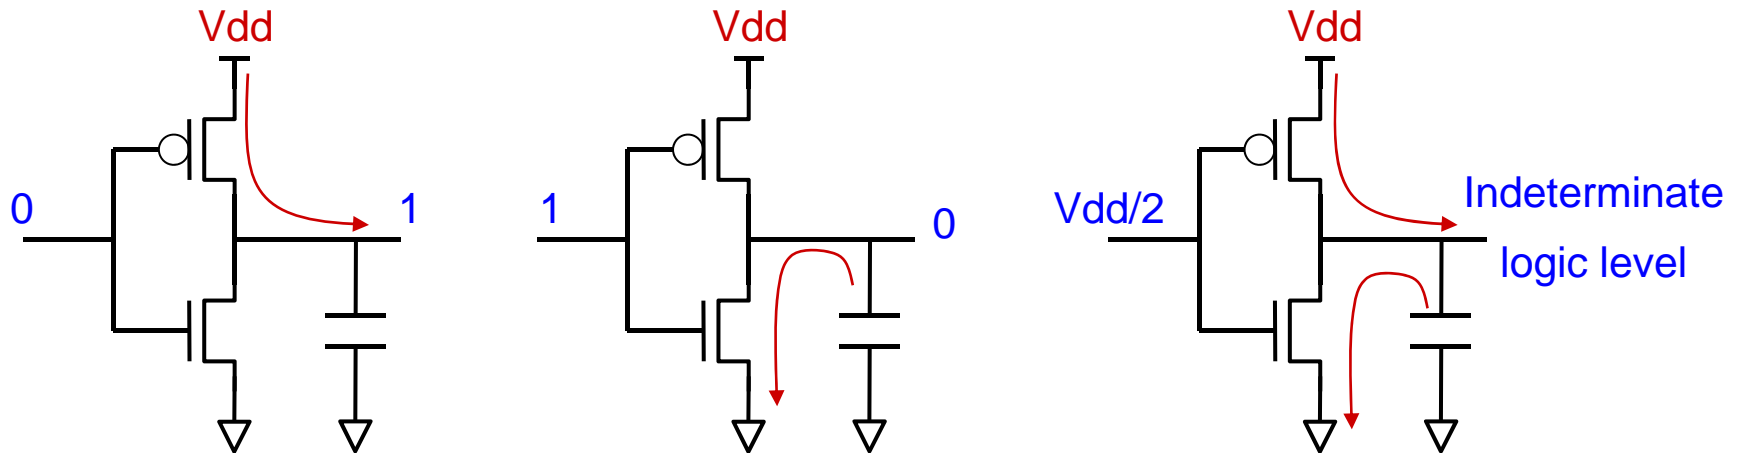 Vdd
0
1
Vdd
1
0
Vdd
Vdd/2
Indeterminate
logic level